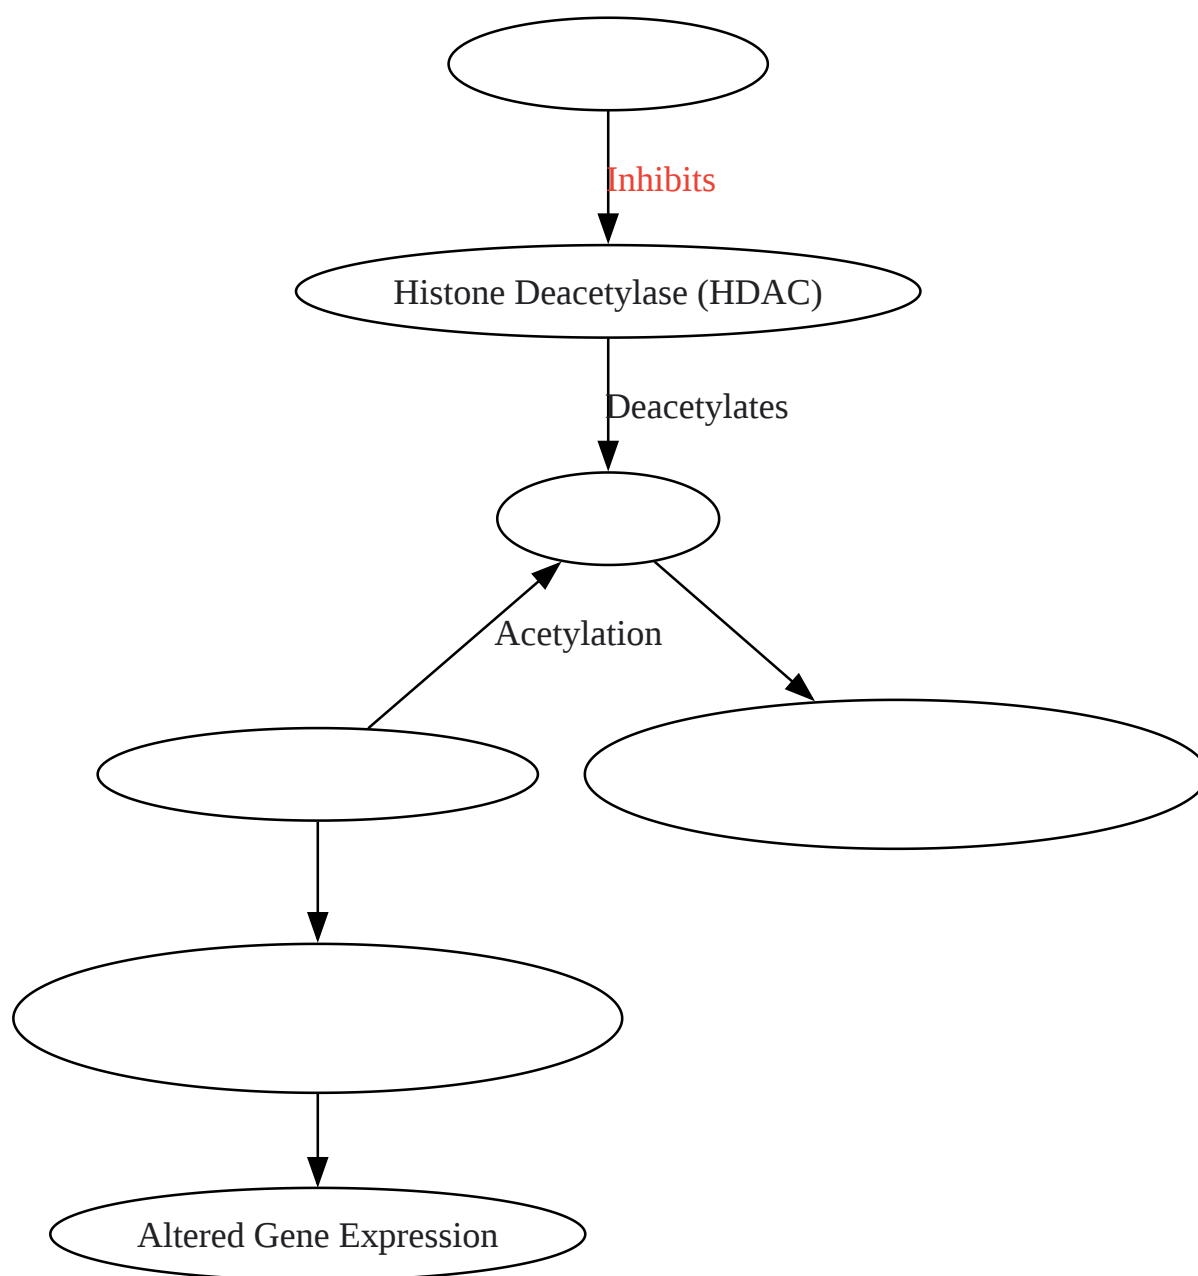 Inhibits
Histone Deacetylase (HDAC)
Deacetylates
Acetylation
Altered Gene Expression